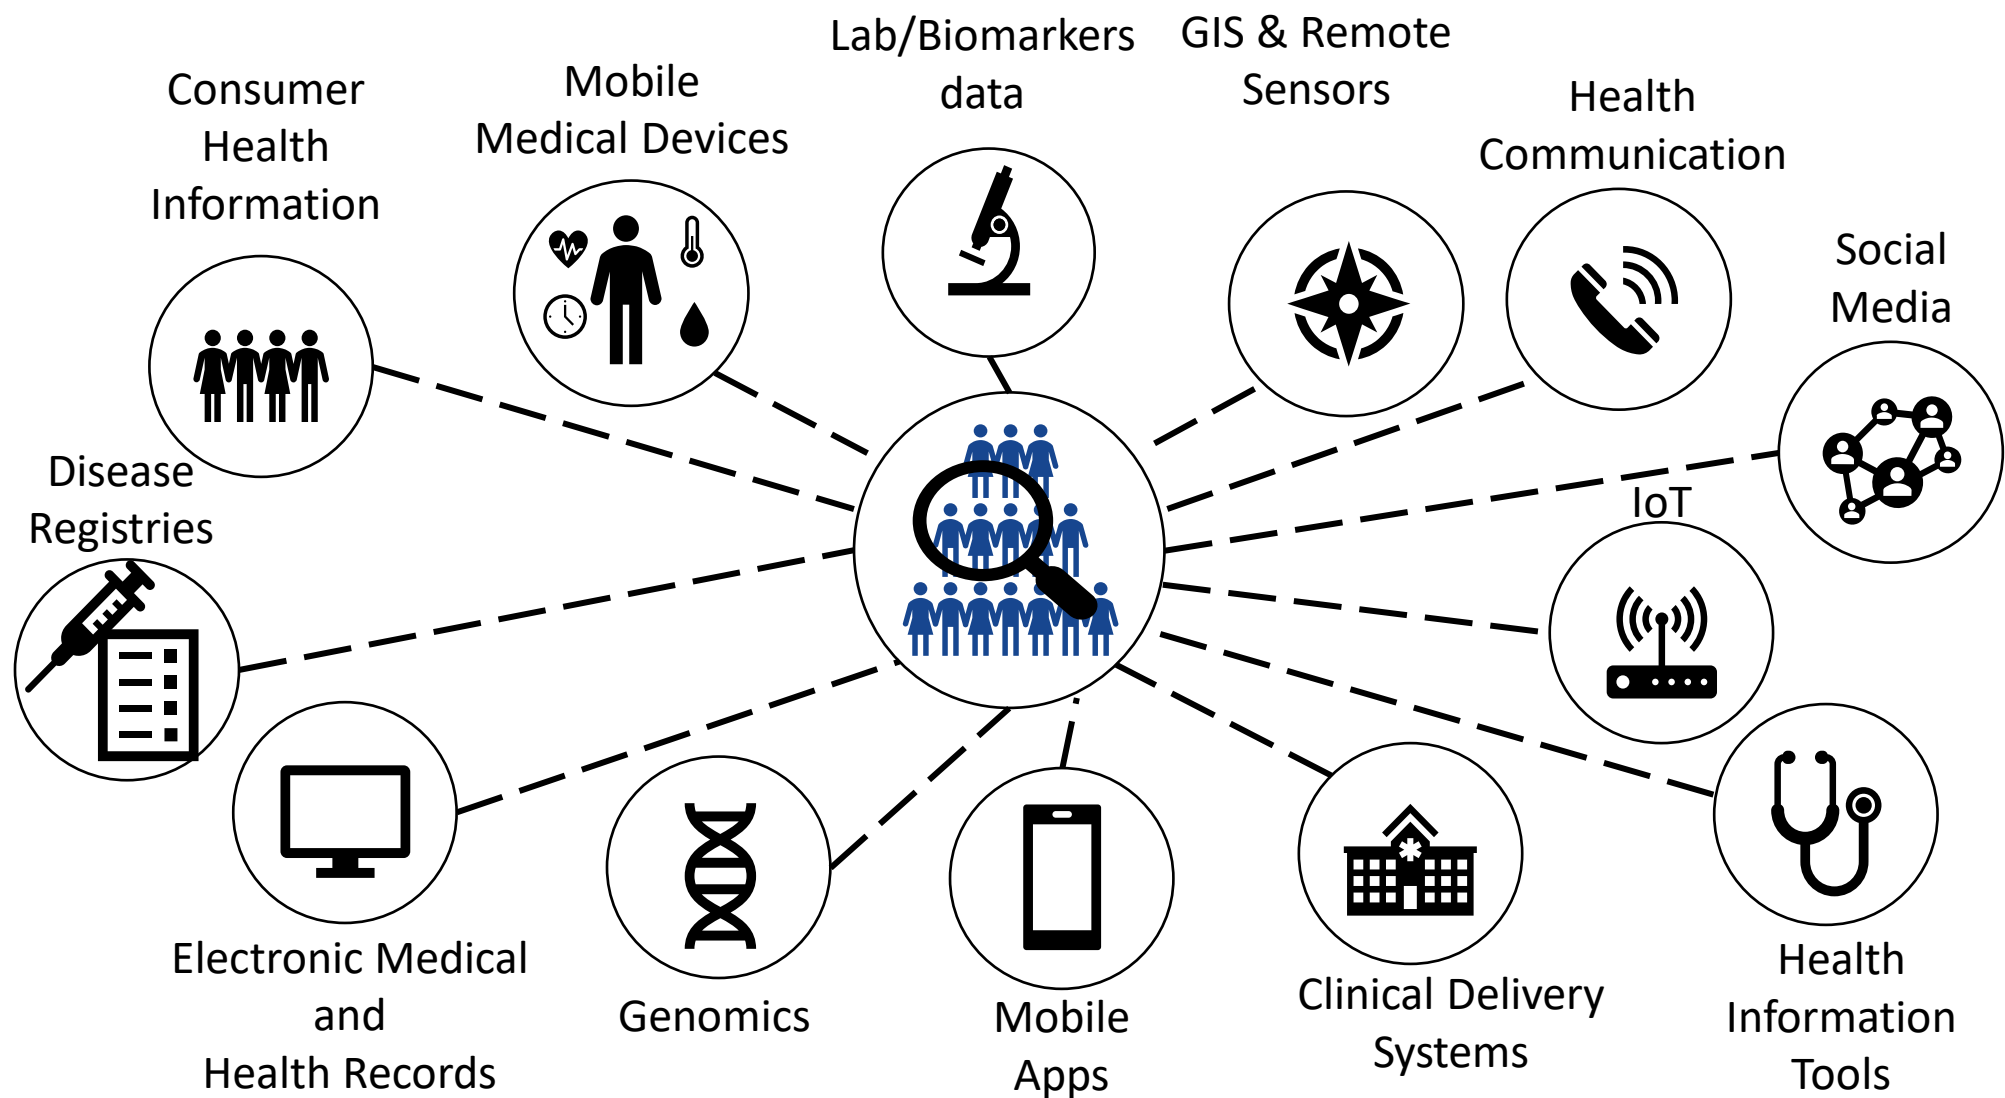 Consumer
Health
Information
Mobile
Medical Devices
Lab/Biomarkers
data
GIS & Remote
Sensors
Health
Communication
Social
Media
Disease
Registries
IoT
Electronic Medical
and
Health Records
Genomics
Mobile
Apps
Clinical Delivery
Systems
Health
Information
Tools